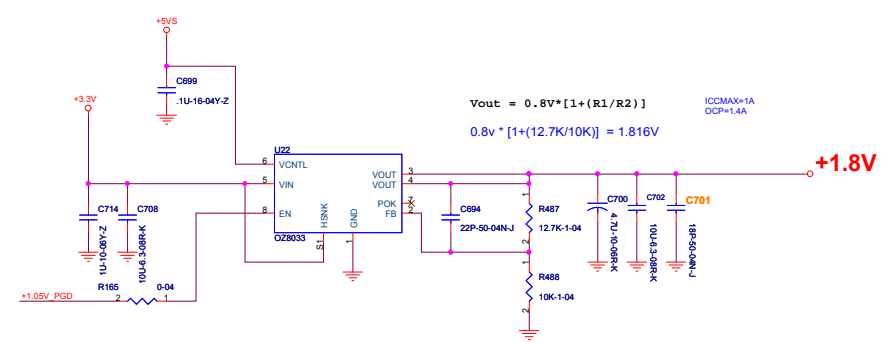 +5VS
C699
.1U-16-04Y-Z
+3.3V
Vout = 0.8V*[1+(R1/R2)]
ICCMAX=1A
OCP=1.4A
0.8v * [1+(12.7K/10K)] = 1.816V
+1.8V
U22
6 VCNTL
5 VIN
8 EN
VOUT 3
VOUT 4
POK 7
FB 2
HSNK
GND
S1
1
OZ8033
C714
1U-10-06Y-Z
C708
10U-6.3-08R-K
C694
22P-50-04N-J
1
R487
12.7K-1-04
2
1
R488
10K-1-04
2
C700
4.7U-10-06R-K
C702
10U-6.3-08R-K
C701
18P-50-04N-J
+1.05V_PGD
R165
0-04
2
1